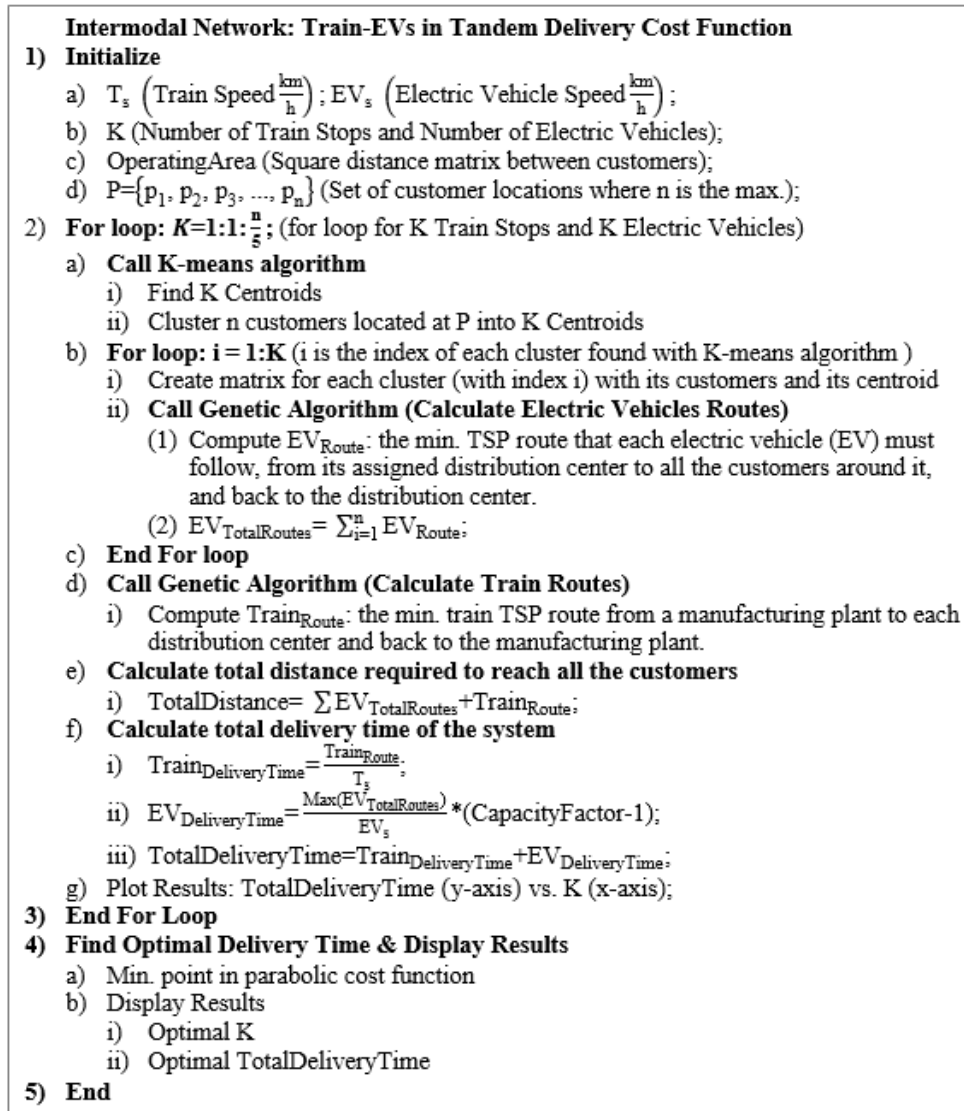 Intermodal Network: Train-EVs in Tandem Delivery Cost Function
1) Initialize
a) Tₛ (Train Speed km/h); EVₛ (Electric Vehicle Speed km/h);
b) K (Number of Train Stops and Number of Electric Vehicles);
c) OperatingArea (Square distance matrix between customers);
d) P={p₁, p₂, p₃, ..., pₙ} (Set of customer locations where n is the max.);
2) For loop: K=1:1:n/5; (for loop for K Train Stops and K Electric Vehicles)
a) Call K-means algorithm
i) Find K Centroids
ii) Cluster n customers located at P into K Centroids
b) For loop: i = 1:K (i is the index of each cluster found with K-means algorithm )
i) Create matrix for each cluster (with index i) with its customers and its centroid
ii) Call Genetic Algorithm (Calculate Electric Vehicles Routes)
(1) Compute EV_Route: the min. TSP route that each electric vehicle (EV) must
follow, from its assigned distribution center to all the customers around it,
and back to the distribution center.
(2) EV_TotalRoutes= ∑ⁿᵢ₌₁ EV_Route;
c) End For loop
d) Call Genetic Algorithm (Calculate Train Routes)
i) Compute Train_Route: the min. train TSP route from a manufacturing plant to each
distribution center and back to the manufacturing plant.
e) Calculate total distance required to reach all the customers
i) TotalDistance= ∑EV_TotalRoutes+Train_Route;
f) Calculate total delivery time of the system
i) Train_DeliveryTime=Train_Route/Tₛ;
ii) EV_DeliveryTime=Max(EV_TotalRoutes)/EVₛ*(CapacityFactor-1);
iii) TotalDeliveryTime=Train_DeliveryTime+EV_DeliveryTime;
g) Plot Results: TotalDeliveryTime (y-axis) vs. K (x-axis);
3) End For Loop
4) Find Optimal Delivery Time & Display Results
a) Min. point in parabolic cost function
b) Display Results
i) Optimal K
ii) Optimal TotalDeliveryTime
5) End